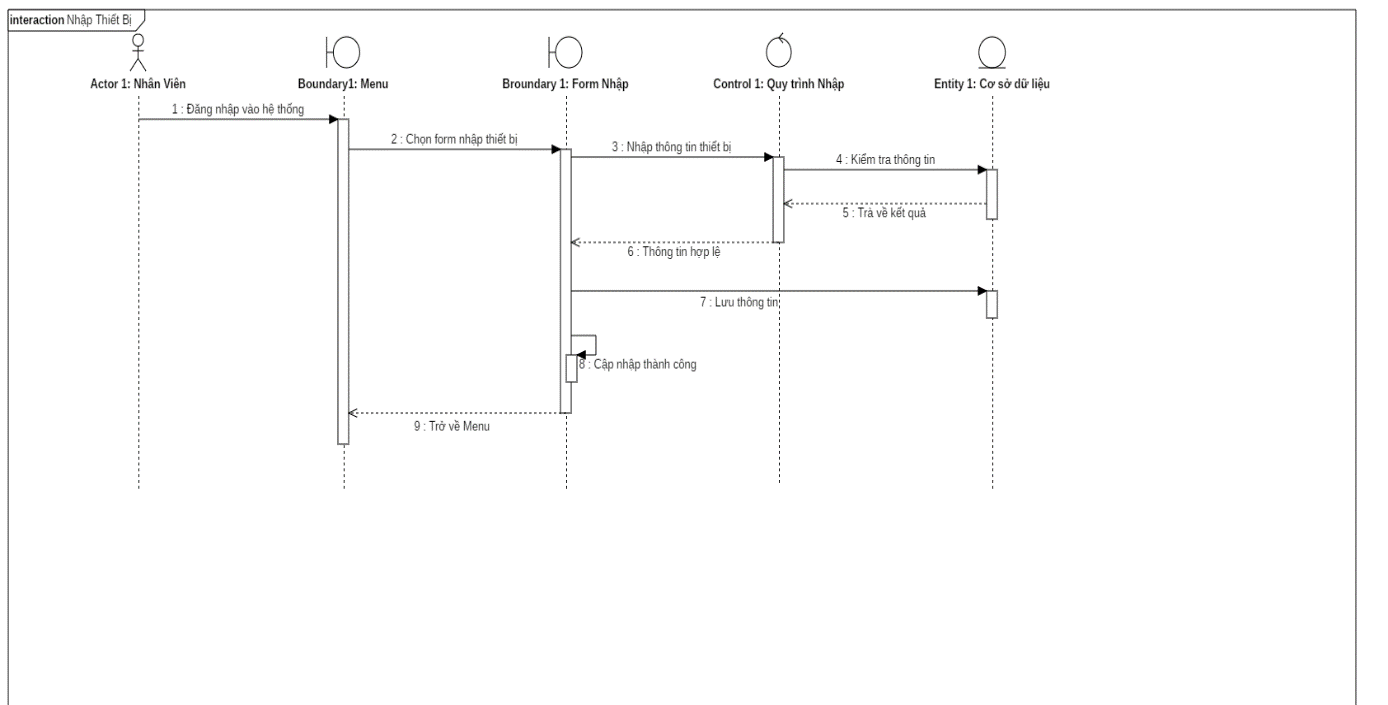 interaction Nhập Thiết Bị
Actor 1: Nhân Viên
Boundary1: Menu
Broundary 1: Form Nhập
Control 1: Quy trình Nhập
Entity 1: Cơ sở dữ liệu
1 : Đăng nhập vào hệ thống
2 : Chọn form nhập thiết bị
3 : Nhập thông tin thiết bị
4 : Kiểm tra thông tin
5 : Trả về kết quả
6 : Thông tin hợp lệ
7 : Lưu thông tin
8 : Cập nhập thành công
9 : Trở về Menu